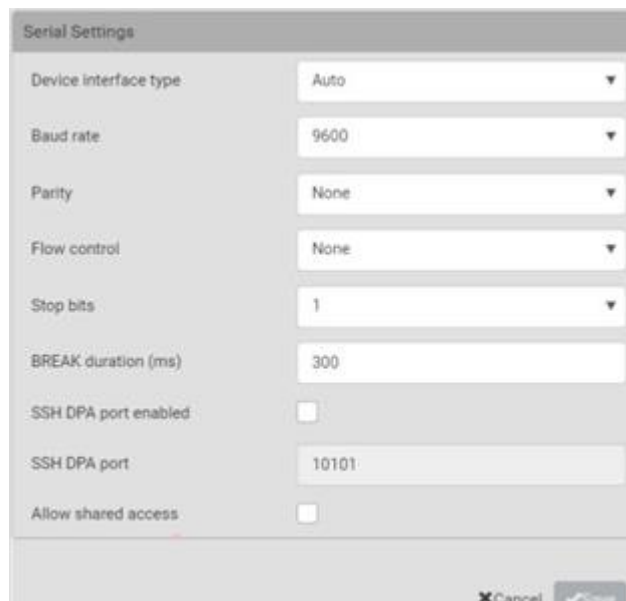 Serial Settings
Device interface type Auto
Baud rate 9600
Parity None
Flow control None
Stop bits 1
BREAK duration (ms) 300
SSH DPA port enabled
SSH DPA port 10101
Allow shared access
Cancel Save